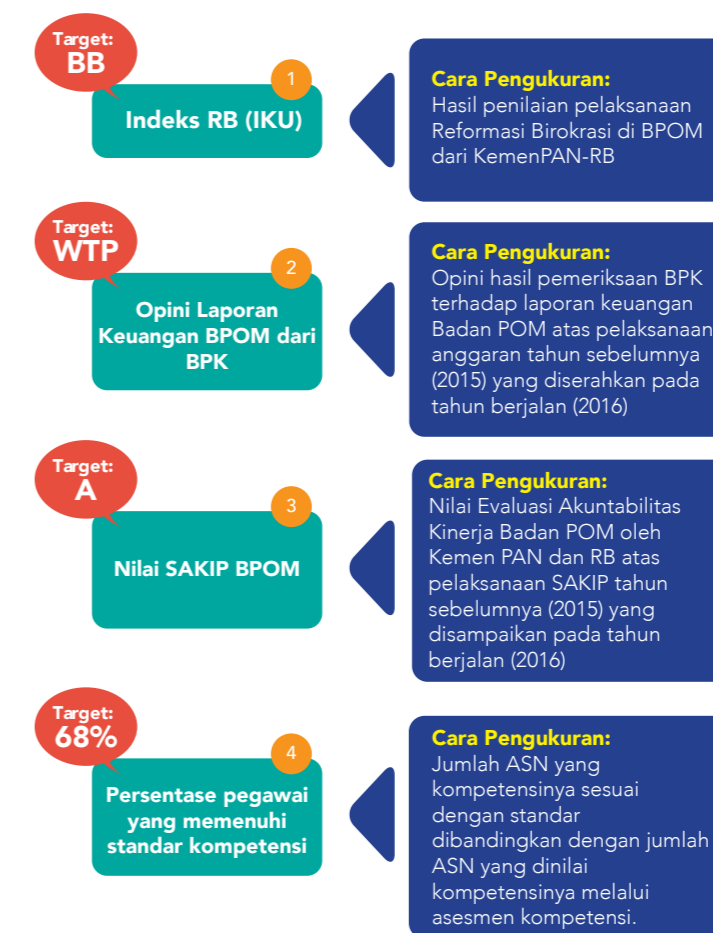 Target:
BB
1
Indeks RB (IKU)
Cara Pengukuran:
Hasil penilaian pelaksanaan
Reformasi Birokrasi di BPOM
dari KemenPAN-RB
Target:
WTP
2
Opini Laporan
Keuangan BPOM dari
BPK
Cara Pengukuran:
Opini hasil pemeriksaan BPK
terhadap laporan keuangan
Badan POM atas pelaksanaan
anggaran tahun sebelumnya
(2015) yang diserahkan pada
tahun berjalan (2016)
Target:
A
3
Nilai SAKIP BPOM
Cara Pengukuran:
Nilai Evaluasi Akuntabilitas
Kinerja Badan POM oleh
Kemen PAN dan RB atas
pelaksanaan SAKIP tahun
sebelumnya (2015) yang
disampaikan pada tahun
berjalan (2016)
Target:
68%
4
Persentase pegawai
yang memenuhi
standar kompetensi
Cara Pengukuran:
Jumlah ASN yang
kompetensinya sesuai
dengan standar
dibandingkan dengan jumlah
ASN yang dinilai
kompetensinya melalui
asesmen kompetensi.